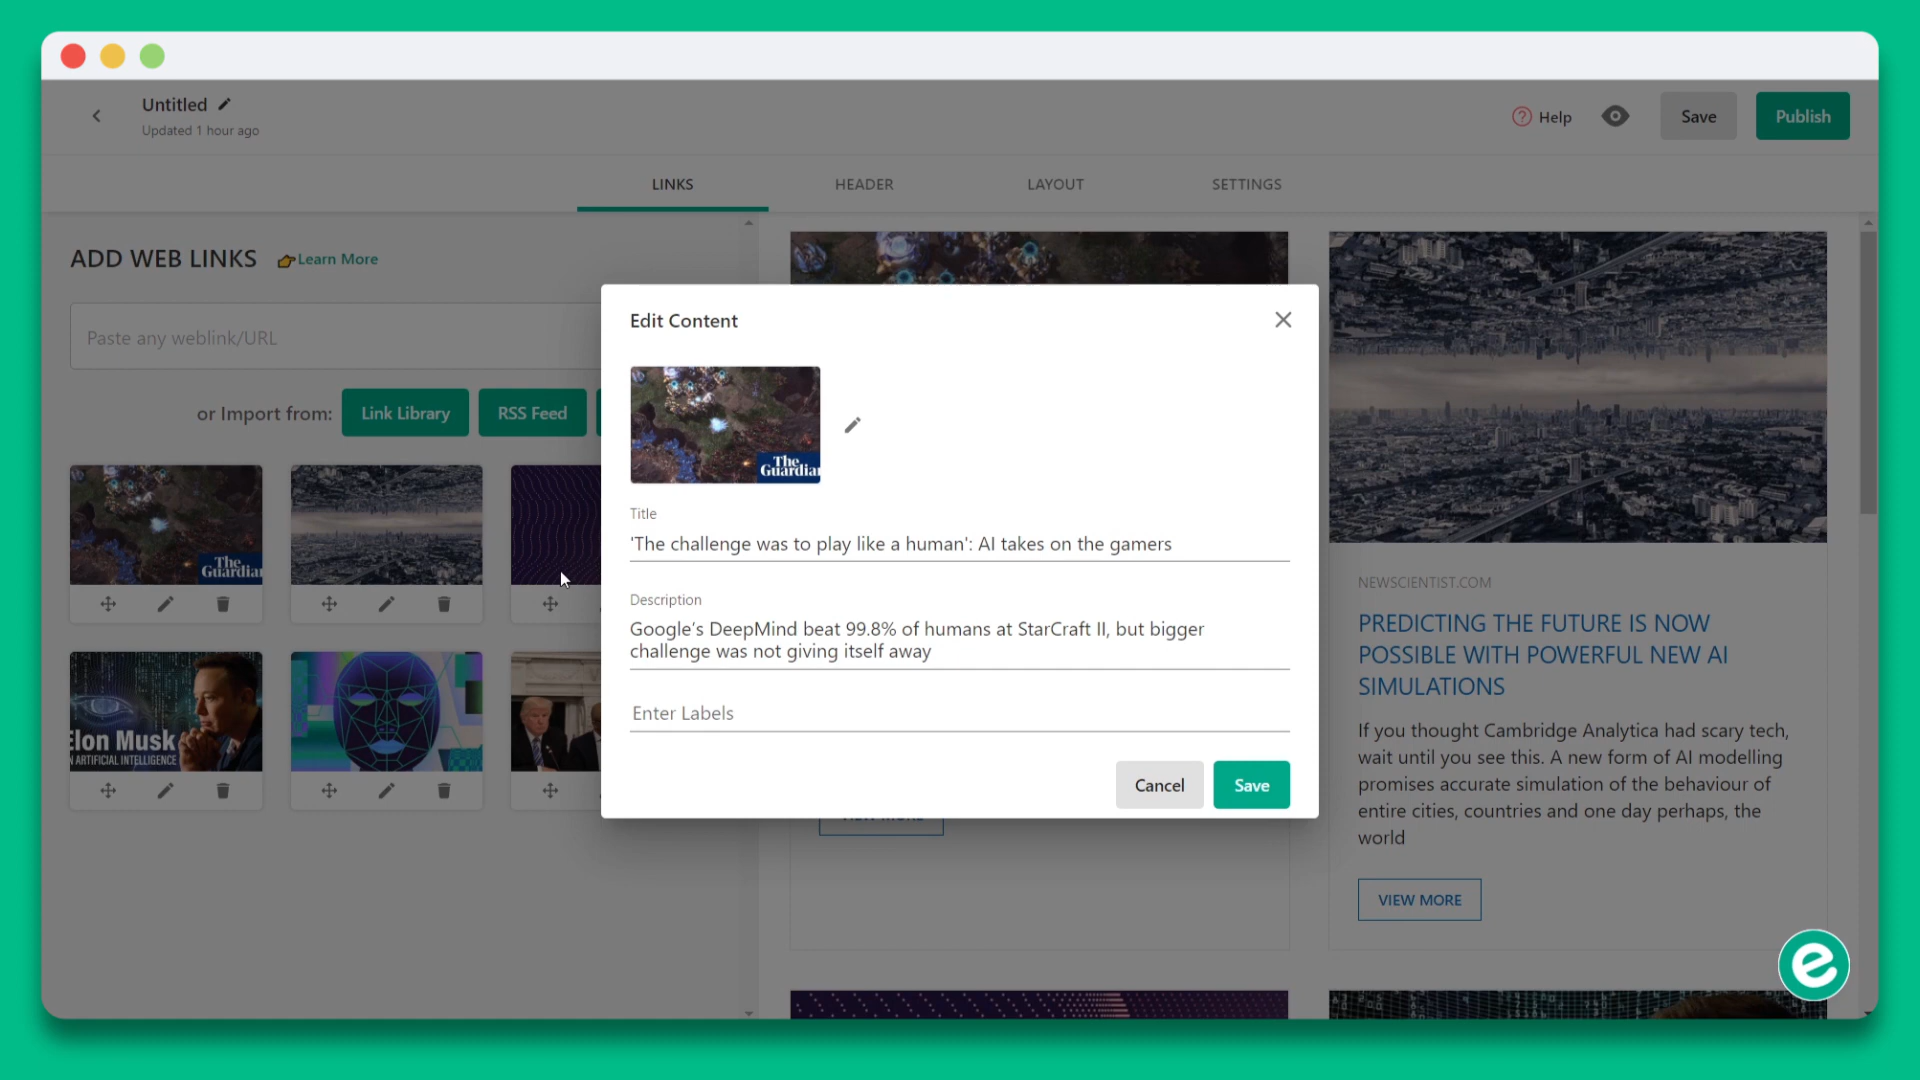 Untitled
Updated 1 hour ago
Help
Save
Publish
LINKS
HEADER
LAYOUT
SETTINGS
ADD WEB LINKS
Learn More
Paste any weblink/URL
or Import from:
Link Library
RSS Feed
The
Guardia
Elon Musk
N ARTIFICIAL INTELLIGENCE
Edit Content
The
Guardia
Title
'The challenge was to play like a human': AI takes on the gamers
Description
Google’s DeepMind beat 99.8% of humans at StarCraft II, but bigger
challenge was not giving itself away
Enter Labels
Cancel
Save
VIEW MORE
NEWSCIENTIST.COM
PREDICTING THE FUTURE IS NOW
POSSIBLE WITH POWERFUL NEW AI
SIMULATIONS
If you thought Cambridge Analytica had scary tech,
wait until you see this. A new form of AI modelling
promises accurate simulation of the behaviour of
entire cities, countries and one day perhaps, the
world
VIEW MORE
e